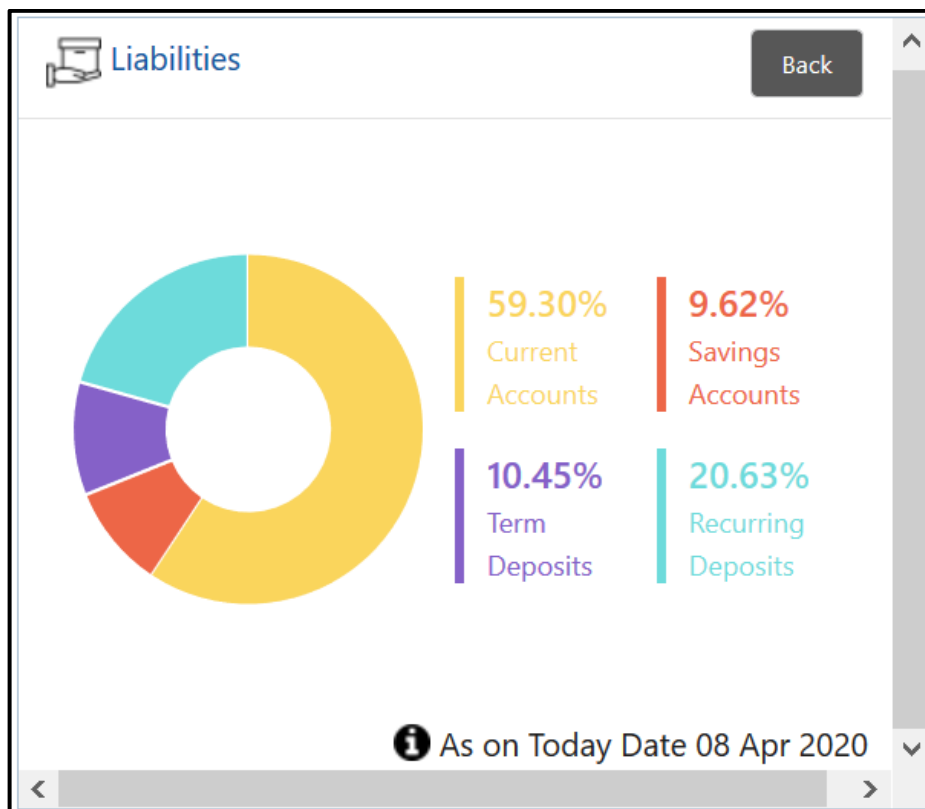 Liabilities
Back
59.30%
Current
Accounts
9.62%
Savings
Accounts
10.45%
Term
Deposits
20.63%
Recurring
Deposits
As on Today Date 08 Apr 2020